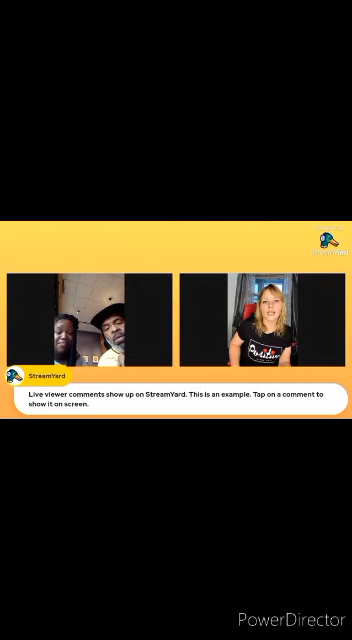 StreamYard
Positive
StreamYard
Live viewer comments show up on StreamYard. This is an example. Tap on a comment to
show it on screen.
PowerDirector